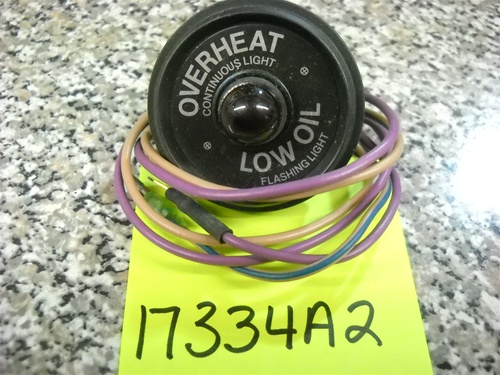 OVERHEAT
CONTINUOUS LIGHT
LOW OIL
FLASHING LIGHT
17334A2